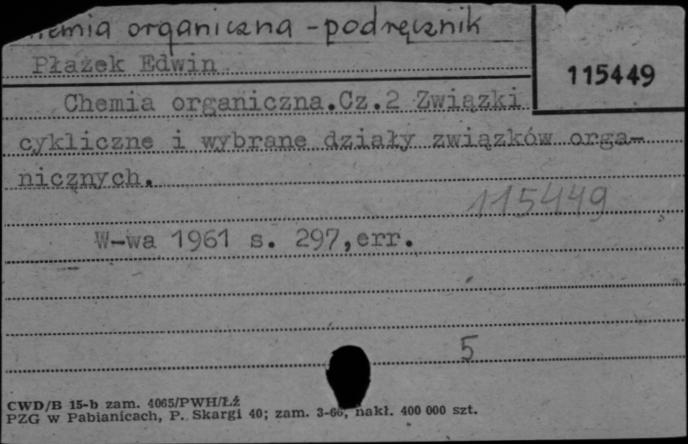 Chemia organiczna - podręcznik
Płażek Edwin
115449
Chemia organiczna.Cz.2 Związki
cykliczne i wybrane działy związków orga-
nicznych.
115449
W-wa 1961 s. 297,err.
5
CWD/B 15-b zam. 4065/PWH/Łź
PZG w Pabianicach, P. Skargi 40; zam. 3-66, nakł. 400 000 szt.